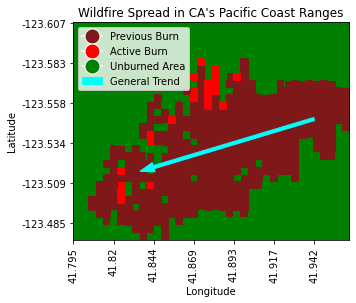 Wildfire Spread in CA's Pacific Coast Ranges
Previous Burn
Active Burn
Unburned Area
General Trend
Latitude
-123.607
-123.583
-123.558
-123.534
-123.509
-123.485
41.795
41.82
41.844
41.869
41.893
41.917
41.942
Longitude